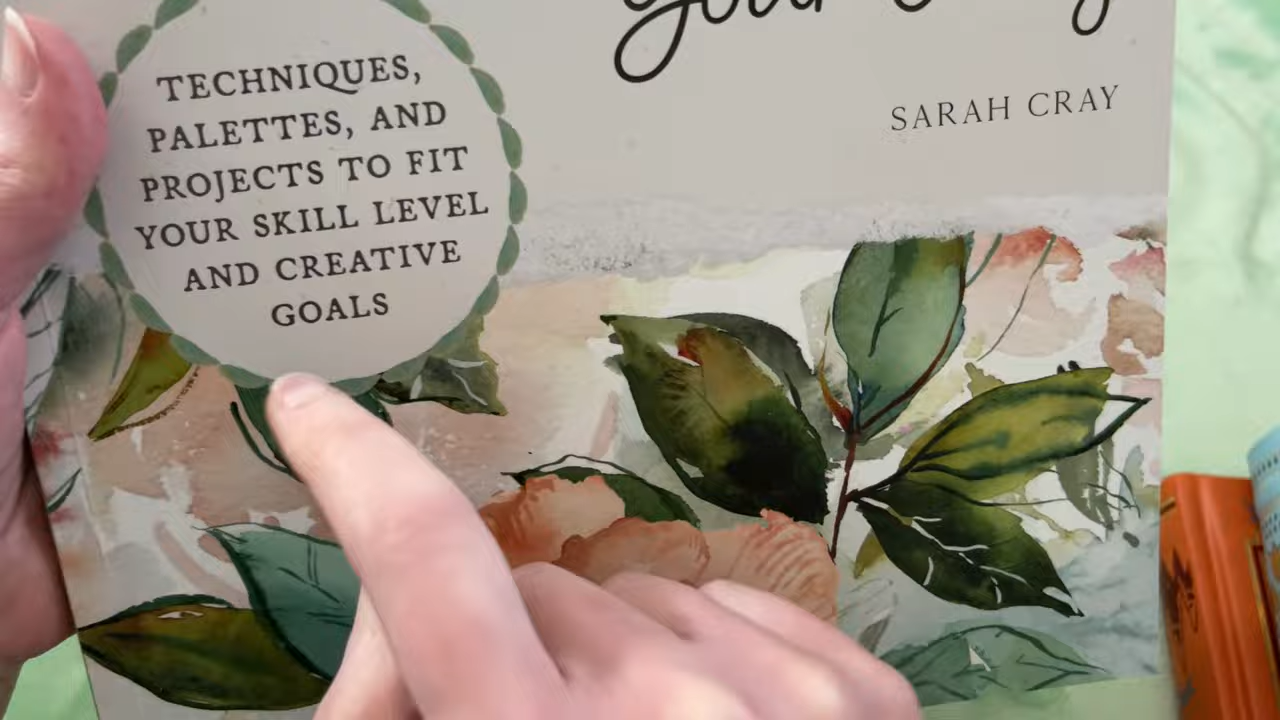 SARAH CRAY
TECHNIQUES,
PALETTES, AND
PROJECTS TO FIT
YOUR SKILL LEVEL
AND CREATIVE
GOALS